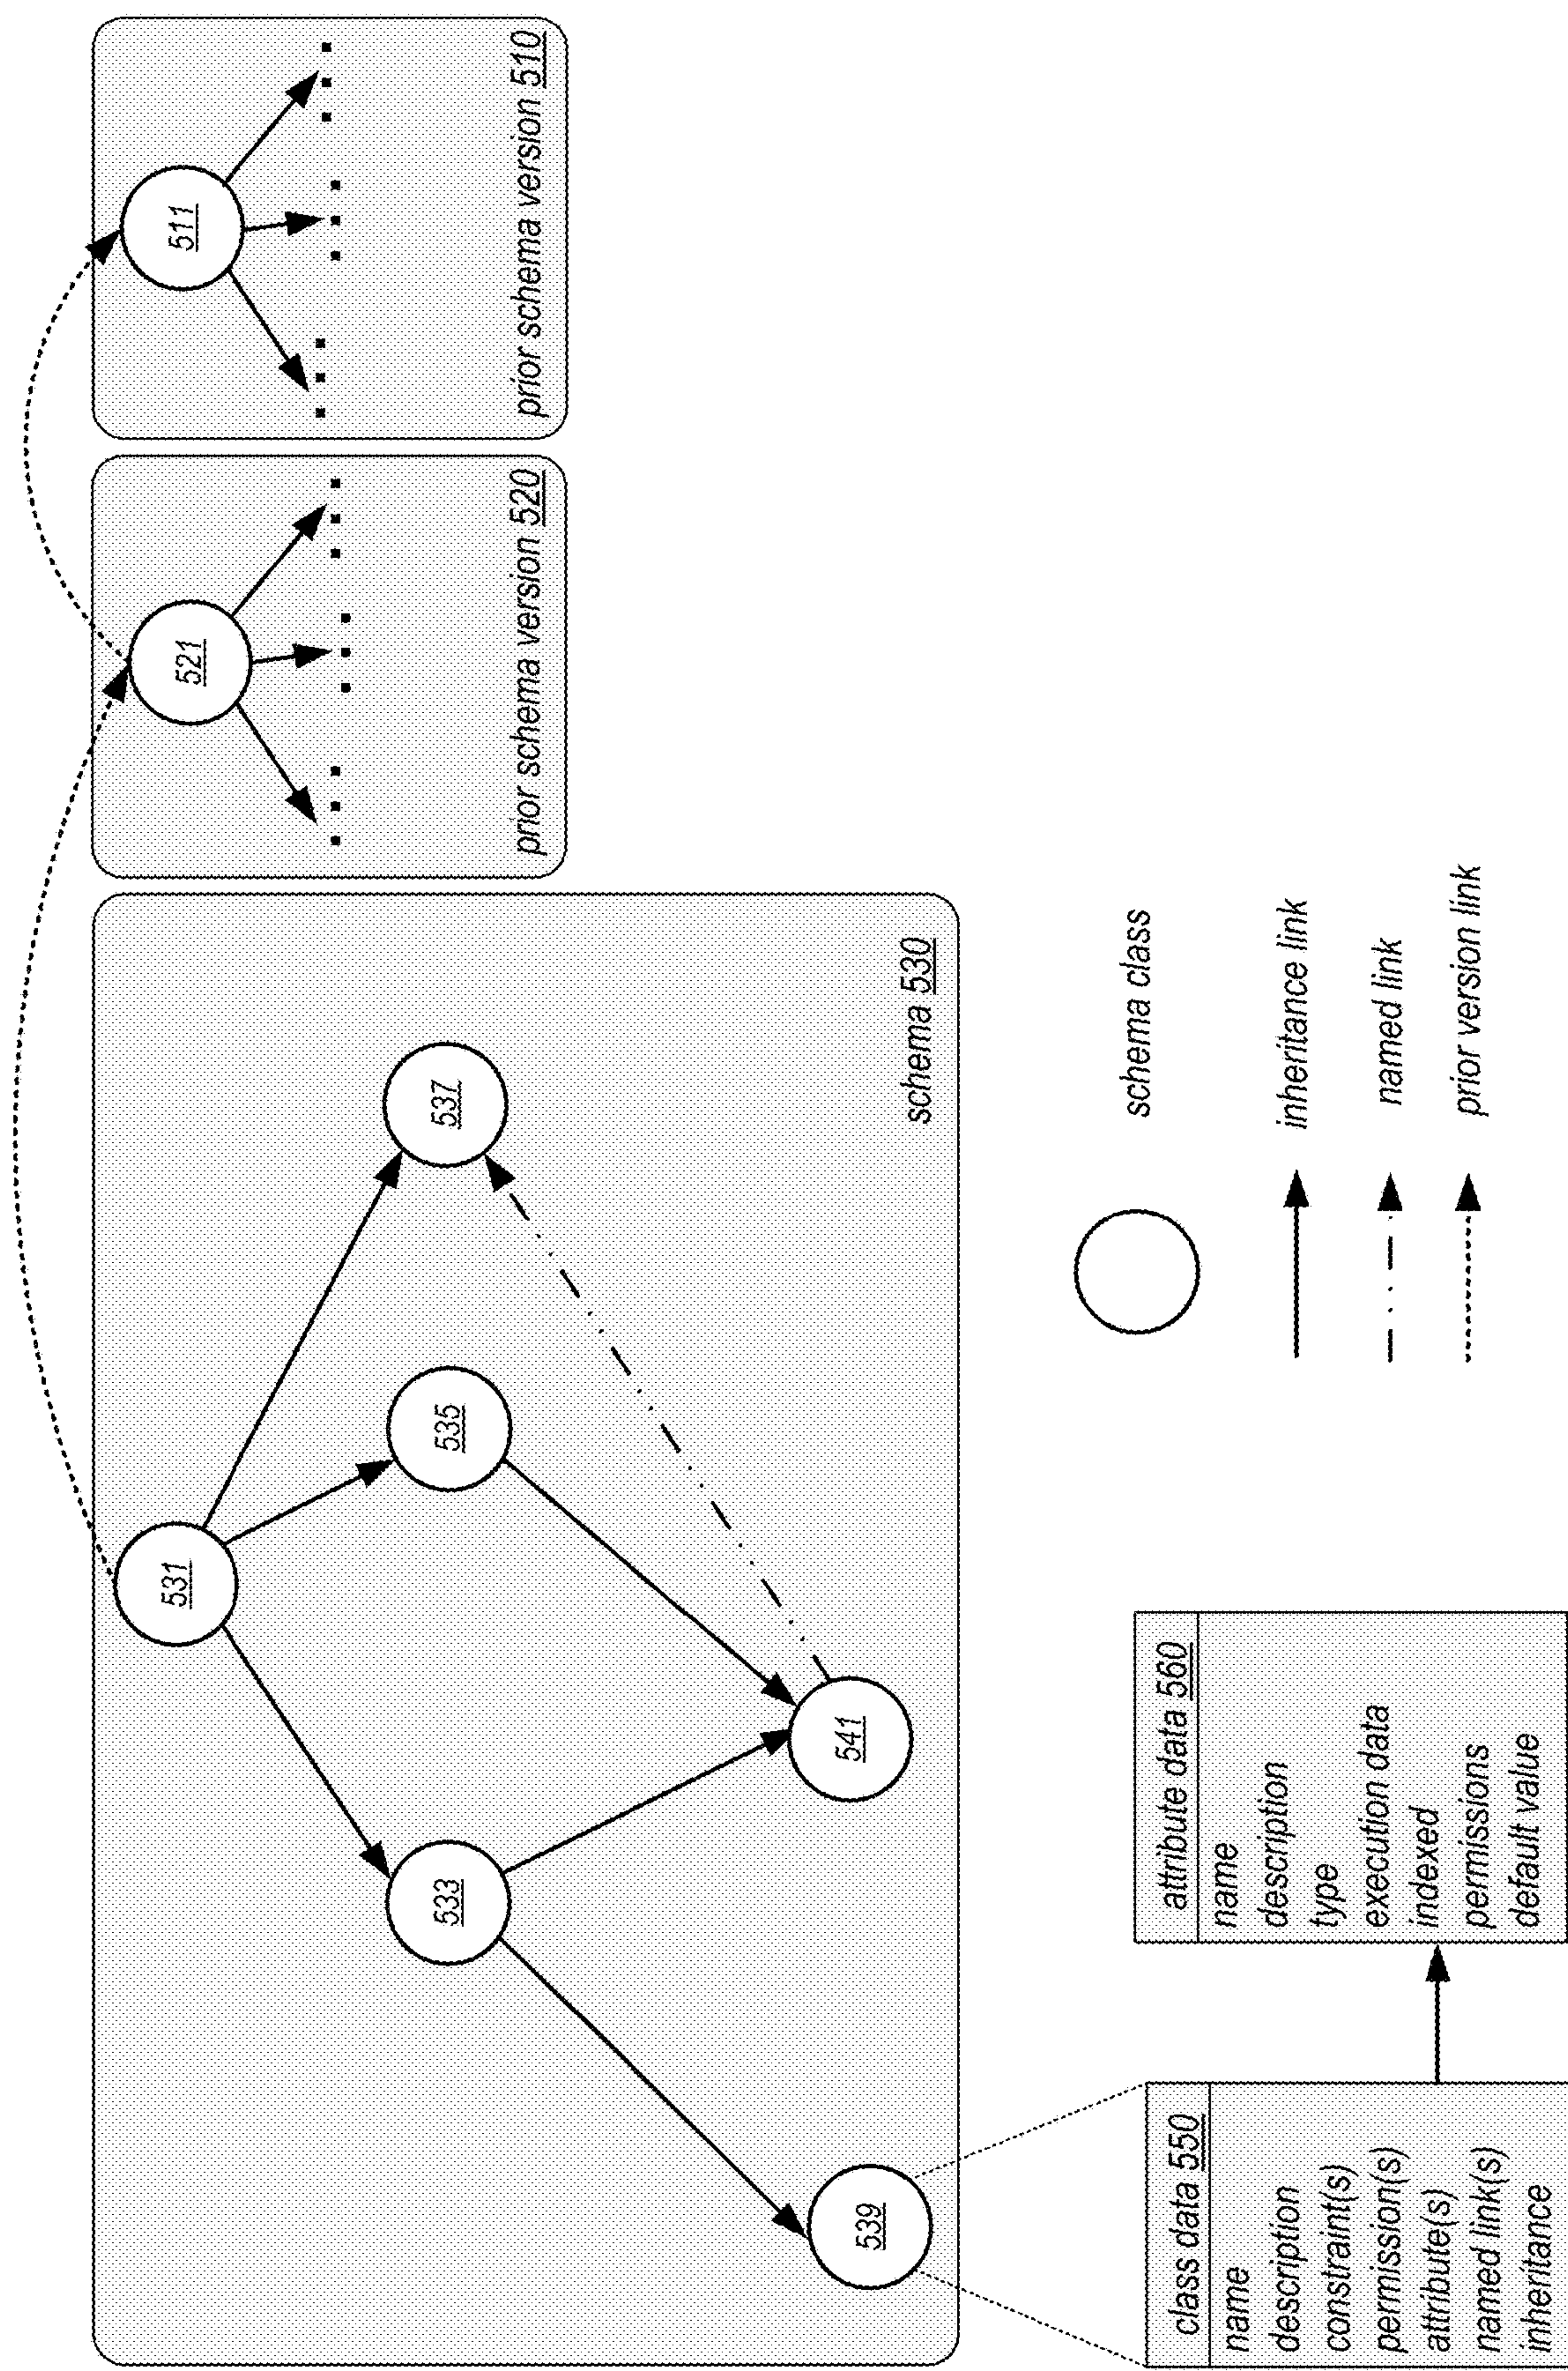 531
533
535
537
539
541
schema 530
521
prior schema version 520
511
prior schema version 510
class data 550
name
description
constraint(s)
permission(s)
attribute(s)
named link(s)
inheritance
attribute data 560
name
description
type
execution data
indexed
permissions
default value
schema class
inheritance link
named link
prior version link